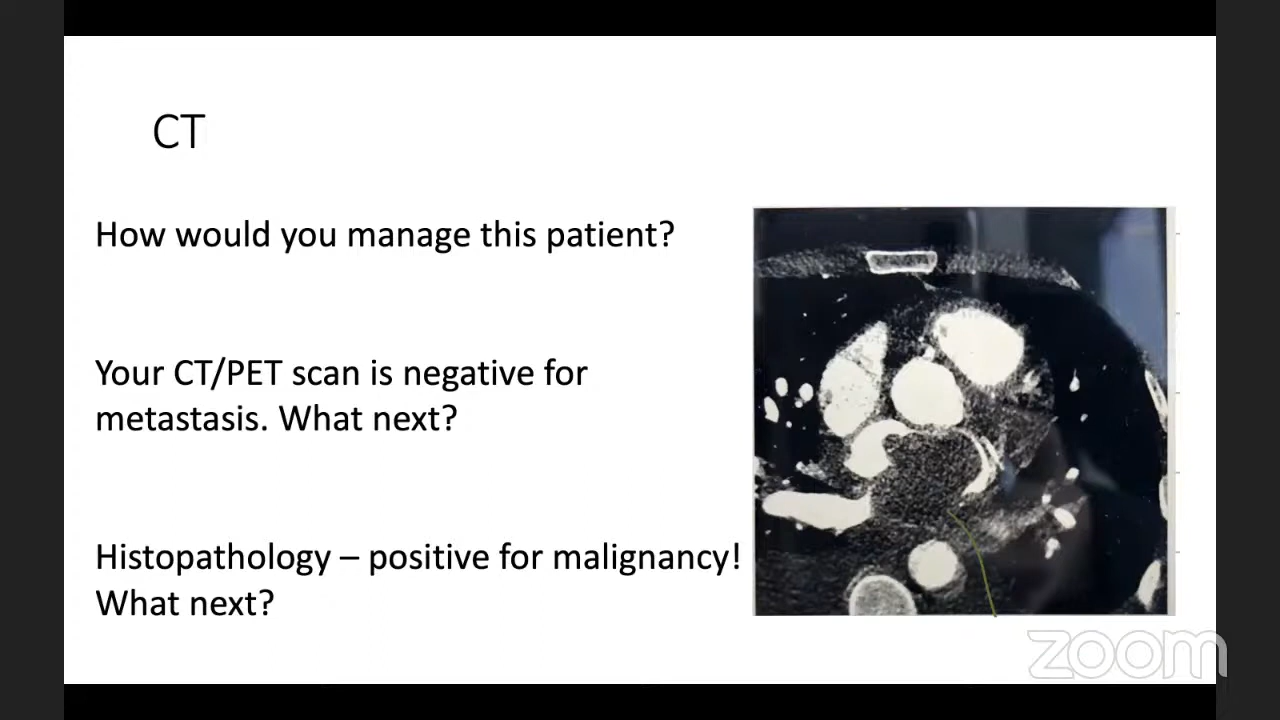 CT
How would you manage this patient?
Your CT/PET scan is negative for
metastasis. What next?
Histopathology – positive for malignancy!
What next?
zoom